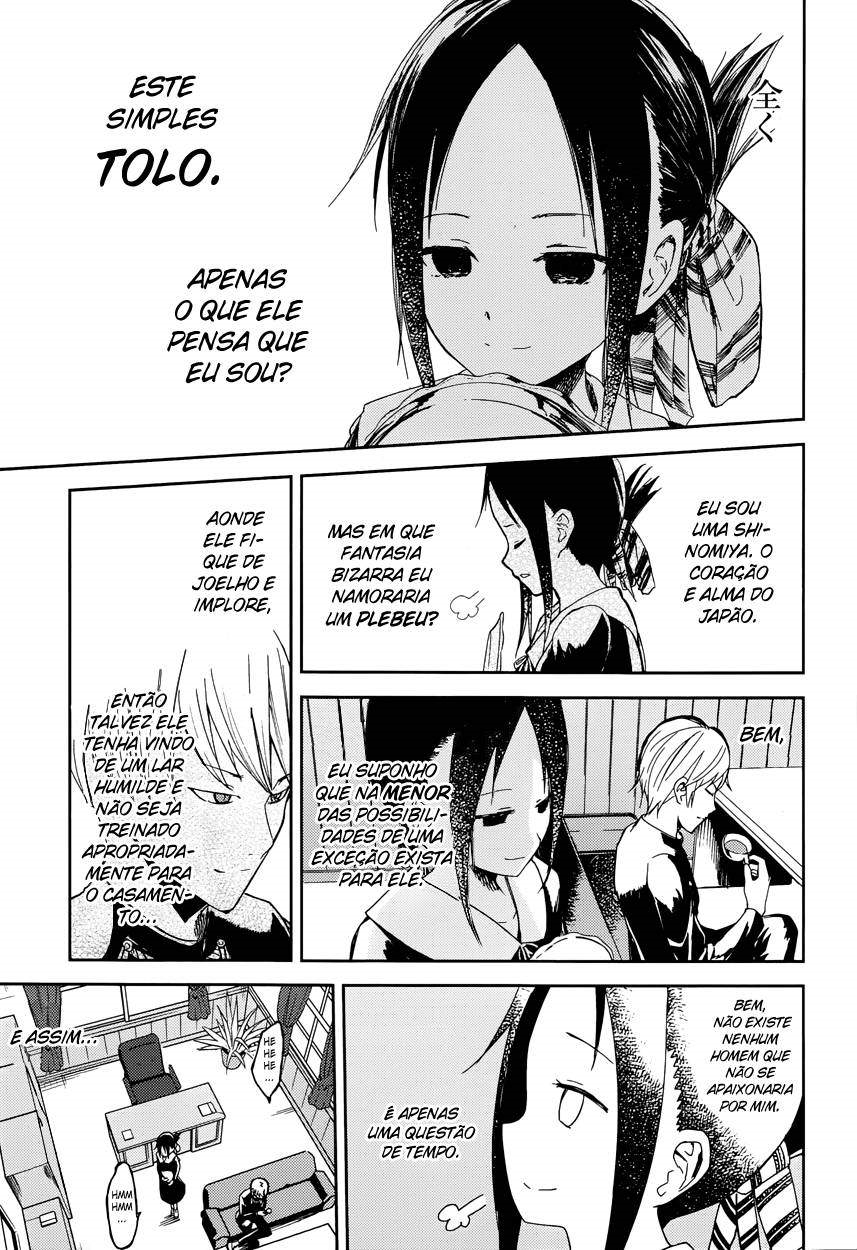 全く
ESTE
SIMPLES
TOLO.
APENAS
O QUE ELE
PENSA QUE
EU SOU?
EU SOU
UMA SHI-
NOMIYA. O
CORAÇÃO
E ALMA DO
JAPÃO.
MAS EM QUE
FANTASIA
BIZARRA EU
NAMORARIA
UM PLEBEU?
BEM,
EU SUPONHO
QUE NA MENOR
DAS POSSIBILI-
DADES DE UMA
EXCEÇÃO EXISTA
PARA ELE.
AONDE
ELE FI-
QUE DE
JOELHO E
IMPLORE,
ENTÃO
TALVEZ ELE
TENHA VINDO
DE UM LAR
HUMILDE E
NÃO SEJA
TREINADO
APROPRIADA-
MENTE PARA
O CASAMEN-
TO...
BEM,
NÃO EXISTE
NENHUM
HOMEM QUE
NÃO SE
APAIXONARIA
POR MIM.
É APENAS
UMA QUESTÃO
DE TEMPO.
E ASSIM...
HE
HE
HE
...
HMM
HMM
...